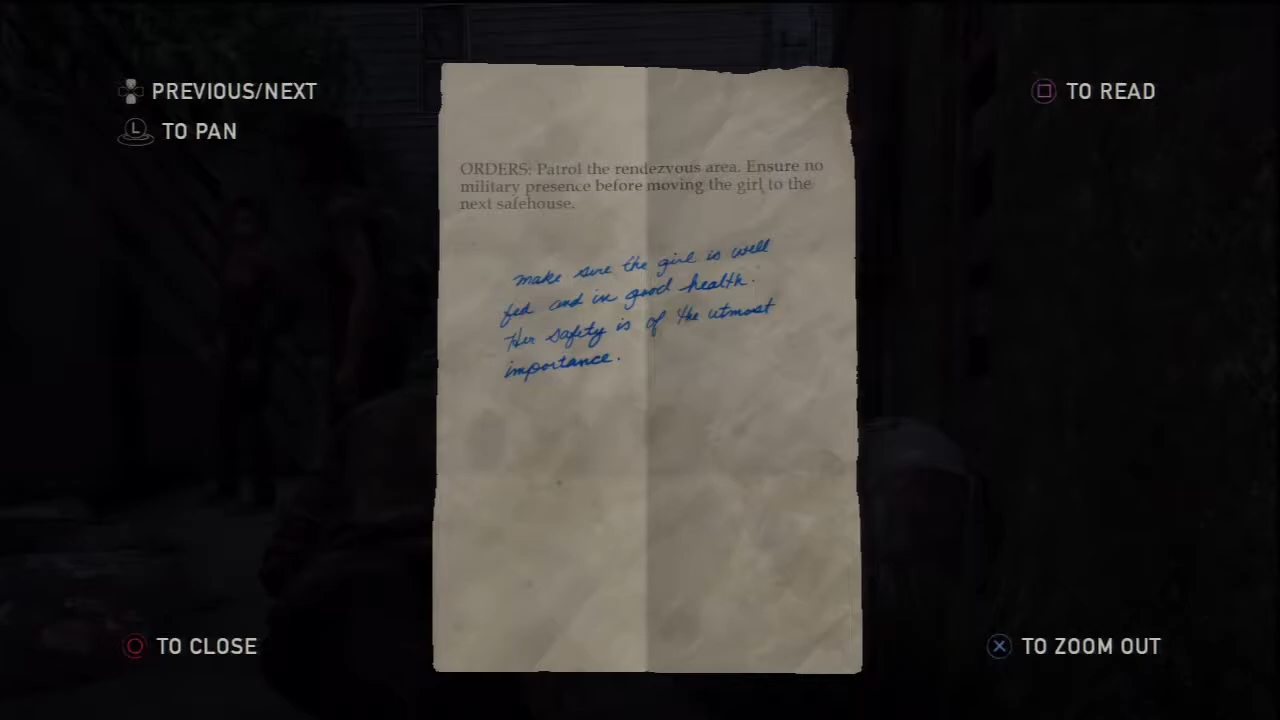 PREVIOUS/NEXT
L TO PAN
TO READ
ORDERS: Patrol the rendezvous area. Ensure no
military presence before moving the girl to the
next safehouse.
make sure the girl is well
fed and in good health.
Her safety is of the utmost
importance.
TO CLOSE
TO ZOOM OUT